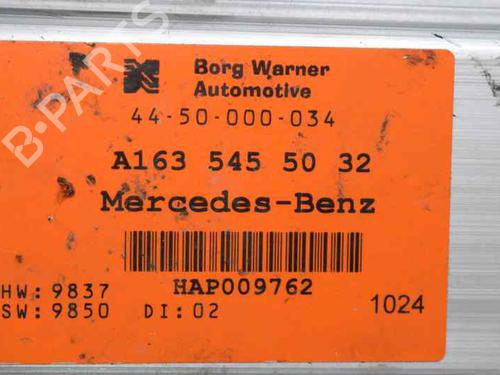 B-PARTS
Borg Warner
Automotive
44-50-000-034
A163 545 50 32
Mercedes-Benz
HAP009762
HW:9837
SW:9850 DI:02
1024